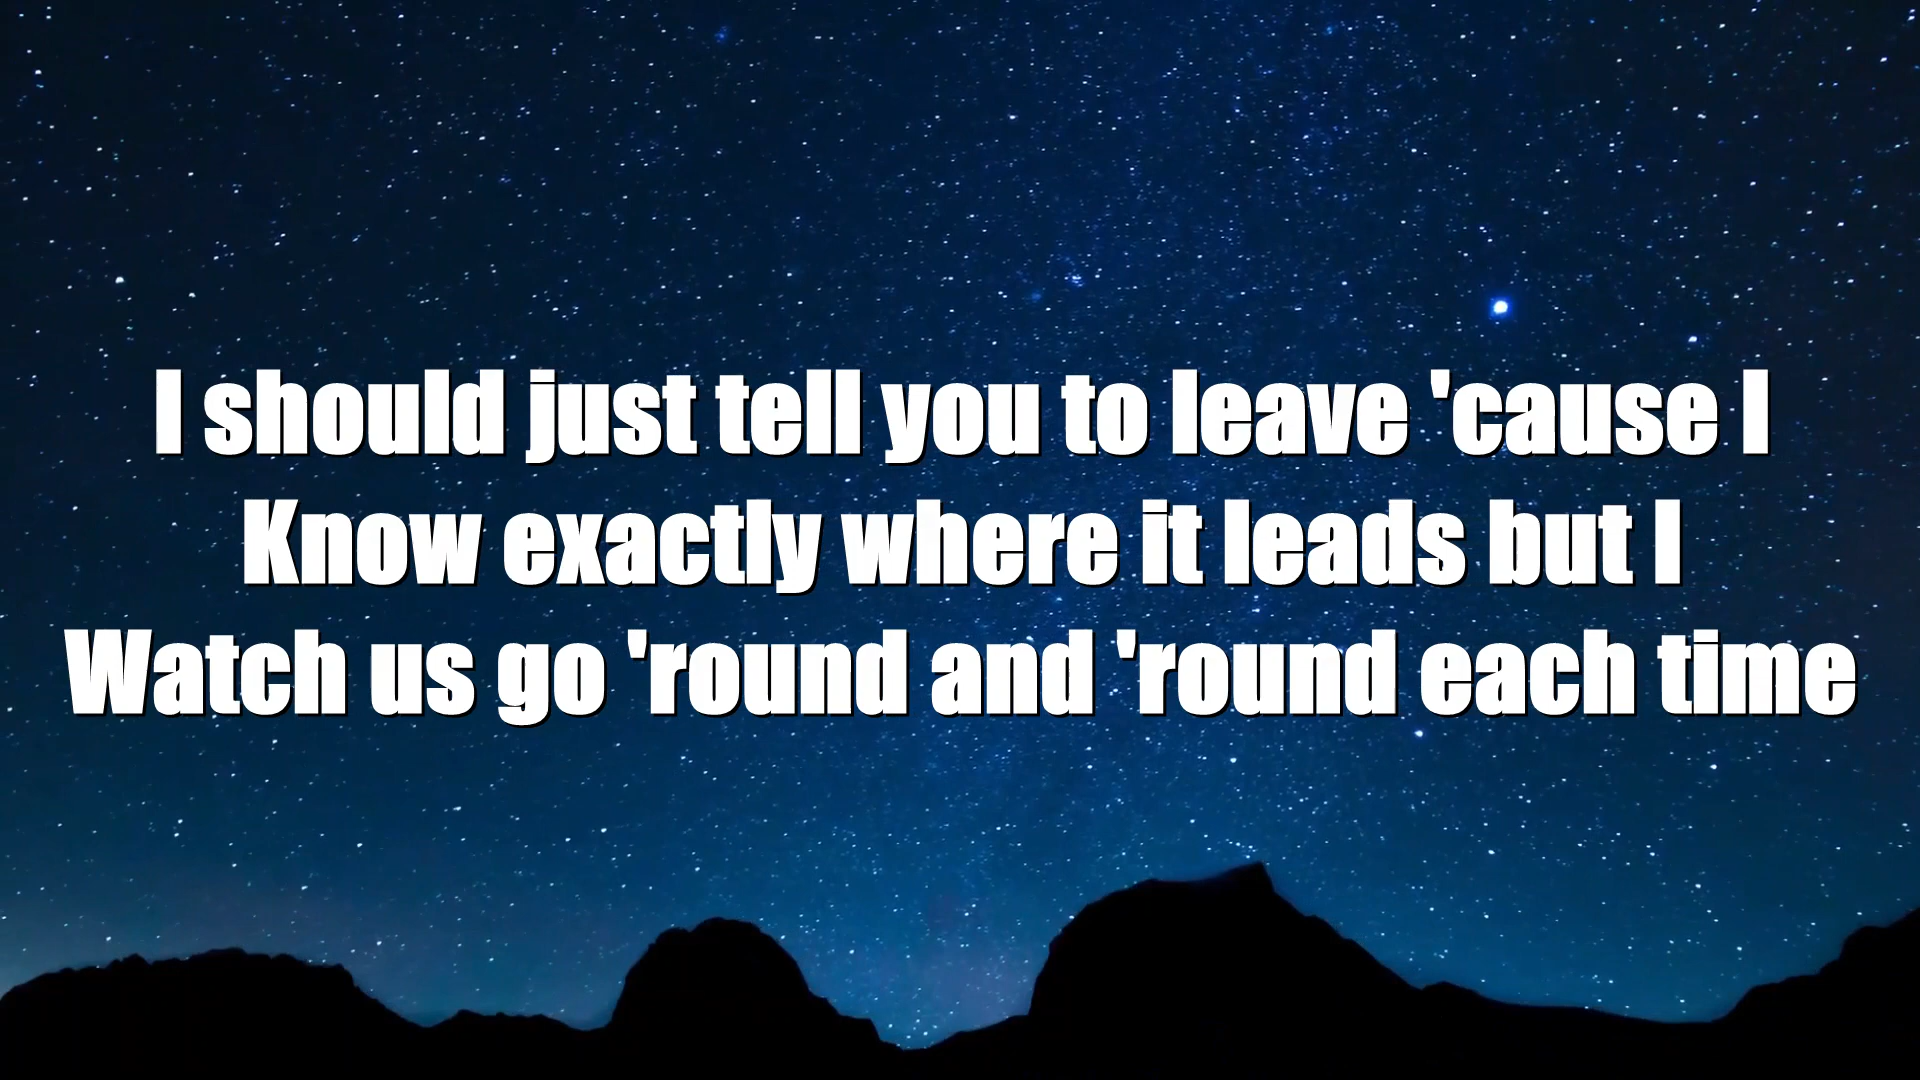 I should just tell you to leave 'cause I
Know exactly where it leads but I
Watch us go 'round and 'round each time